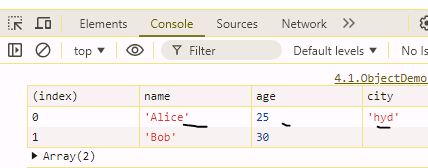 Elements Console Sources Network
top Filter Default levels No Is
4.1.ObjectDemo
(index) name age city
0 'Alice' 25 'hyd'
1 'Bob' 30
Array(2)